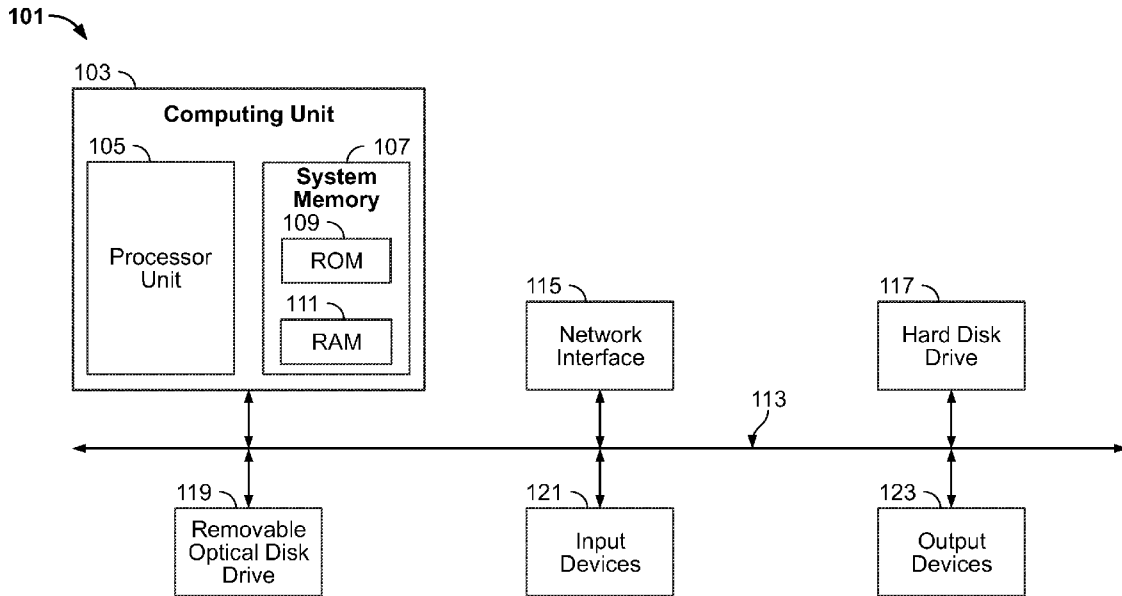 101
103
Computing Unit
105
107
Processor
Unit
System
Memory
109
ROM
111
RAM
115
Network
Interface
117
Hard Disk
Drive
113
119
Removable
Optical Disk
Drive
121
Input
Devices
123
Output
Devices